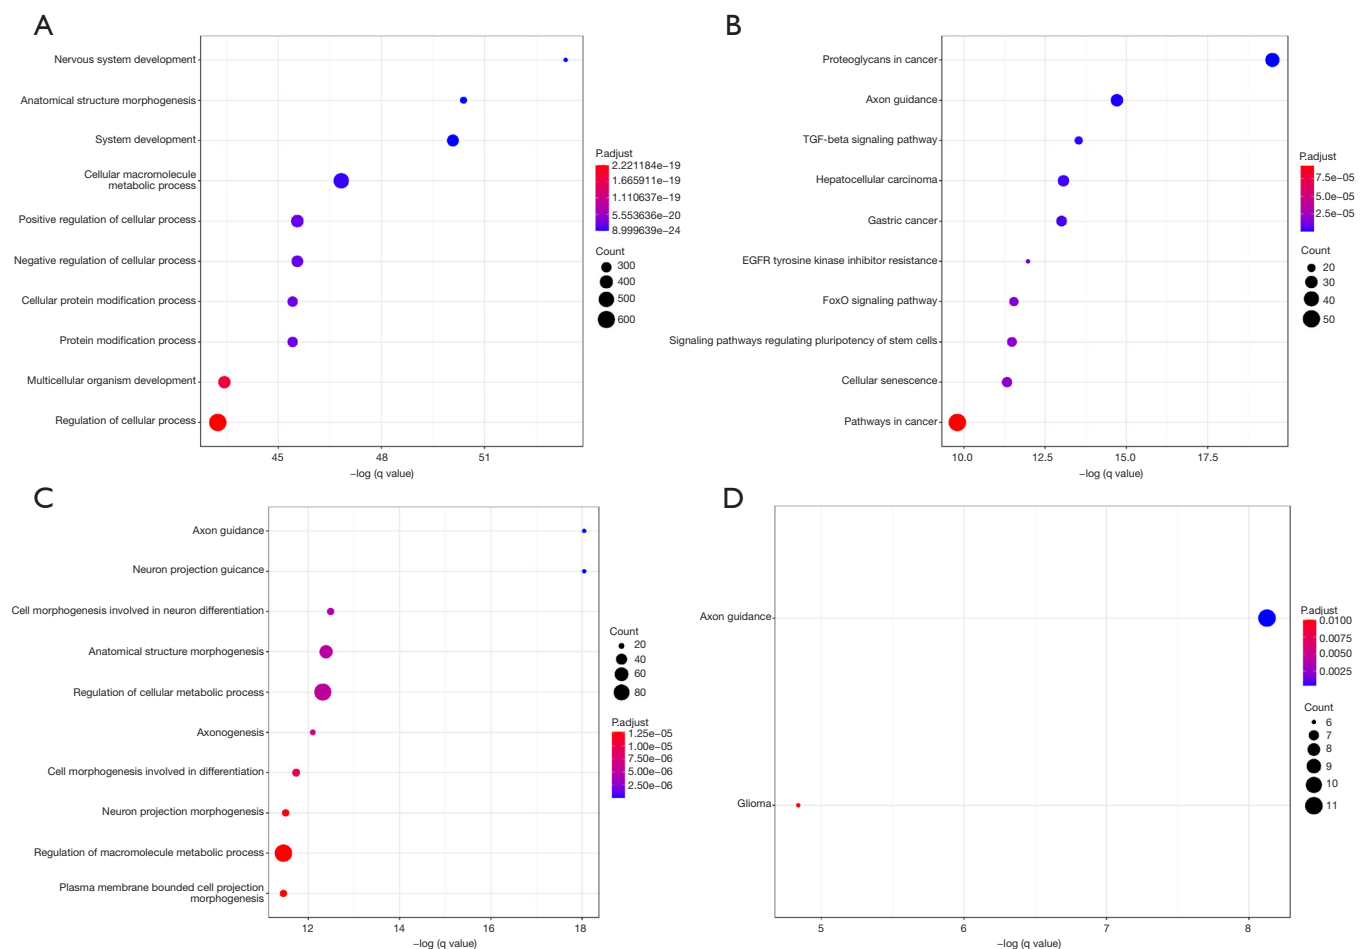 A
Nervous system development
Anatomical structure morphogenesis
System development
Cellular macromolecule
metabolic process
Positive regulation of cellular process
Negative regulation of cellular process
Cellular protein modification process
Protein modification process
Multicellular organism development
Regulation of cellular process
45
48
51
−log (q value)
P.adjust
2.221184e−19
1.665911e−19
1.110637e−19
5.553636e−20
8.999639e−24
Count
300
400
500
600
B
Proteoglycans in cancer
Axon guidance
TGF-beta signaling pathway
Hepatocellular carcinoma
Gastric cancer
EGFR tyrosine kinase inhibitor resistance
FoxO signaling pathway
Signaling pathways regulating pluripotency of stem cells
Cellular senescence
Pathways in cancer
10.0
12.5
15.0
17.5
−log (q value)
P.adjust
7.5e−05
5.0e−05
2.5e−05
Count
20
30
40
50
C
Axon guidance
Neuron projection guicance
Cell morphogenesis involved in neuron differentiation
Anatomical structure morphogenesis
Regulation of cellular metabolic process
Axonogenesis
Cell morphogenesis involved in differentiation
Neuron projection morphogenesis
Regulation of macromolecule metabolic process
Plasma membrane bounded cell projection
morphogenesis
12
14
16
18
−log (q value)
Count
20
40
60
80
P.adjust
1.25e−05
1.00e−05
7.50e−06
5.00e−06
2.50e−06
D
Axon guidance
Glioma
5
6
7
8
−log (q value)
P.adjust
0.0100
0.0075
0.0050
0.0025
Count
6
7
8
9
10
11